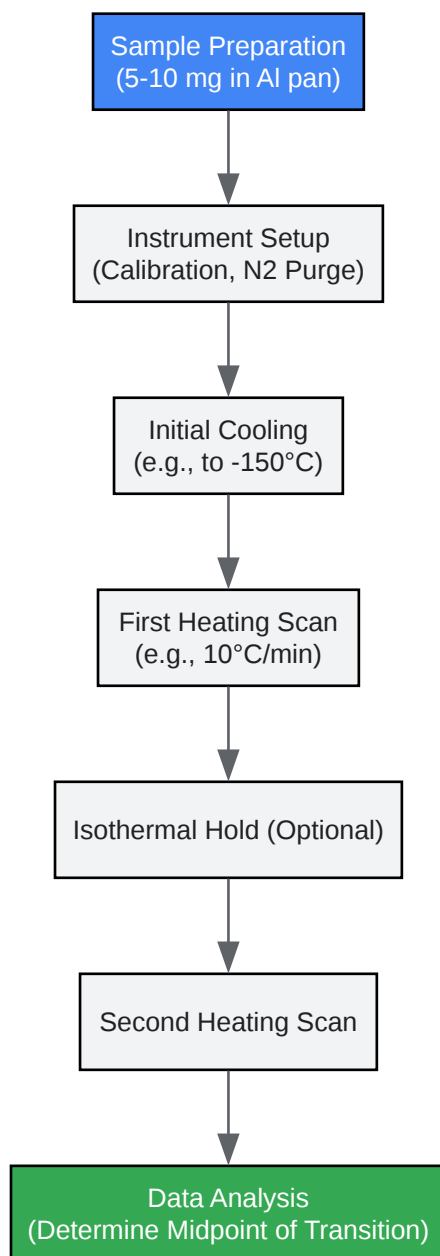 Sample Preparation
(5-10 mg in Al pan)
Instrument Setup
(Calibration, N2 Purge)
Initial Cooling
(e.g., to -150°C)
First Heating Scan
(e.g., 10°C/min)
Isothermal Hold (Optional)
Second Heating Scan
Data Analysis
(Determine Midpoint of Transition)